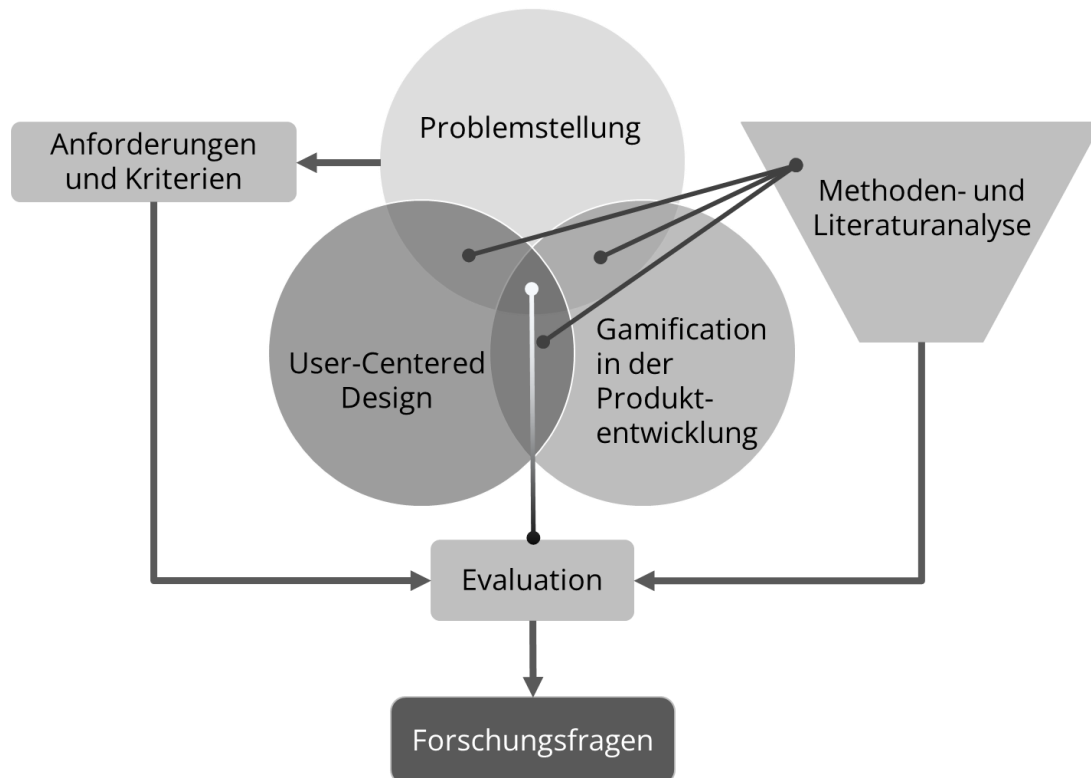 Problemstellung
Anforderungen
und Kriterien
Methoden- und
Literaturanalyse
User-Centered
Design
Gamification
in der
Produkt-
entwicklung
Evaluation
Forschungsfragen